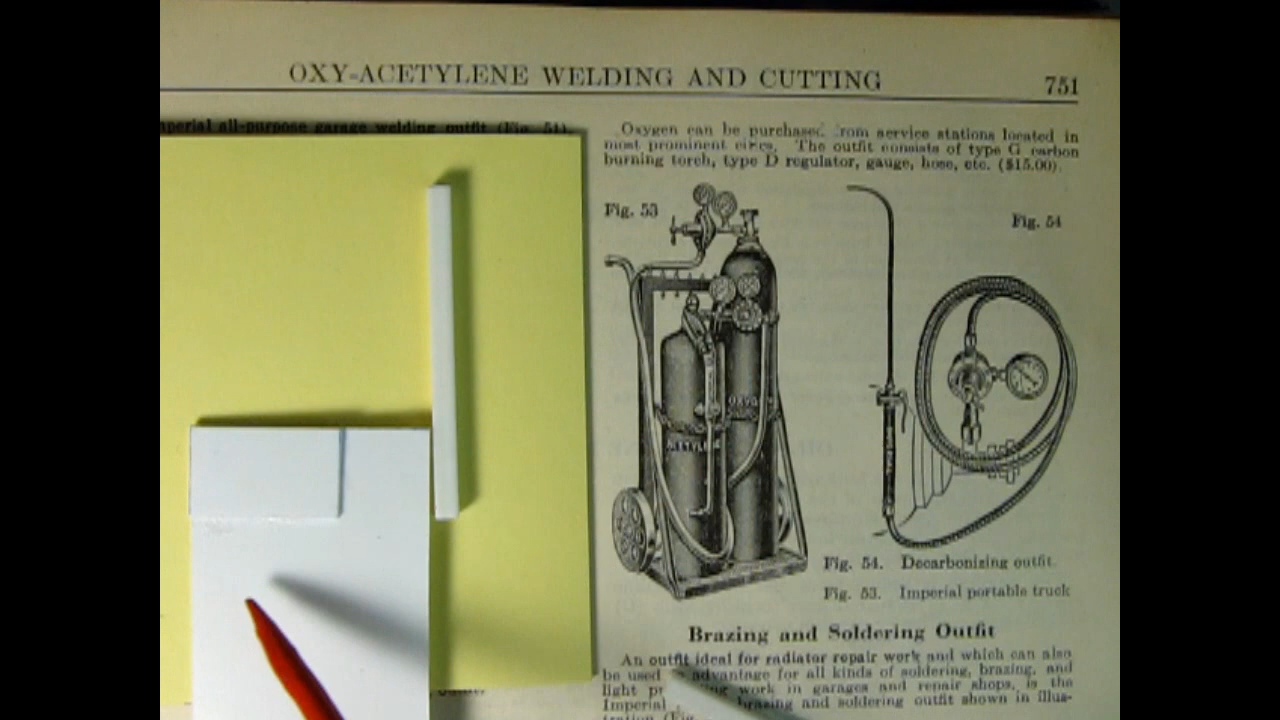 OXY-ACETYLENE WELDING AND CUTTING 751
imperial all-purpose garage welding outfit (Fig. 51).
Oxygen can be purchased from service stations located in
most prominent cities. The outfit consists of type G carbon
burning torch, type D regulator, gauge, hose, etc. ($15.00).
Fig. 53
Fig. 54
OXYG
ACETYLENE
Fig. 54. Decarbonizing outfit.
Fig. 53. Imperial portable truck
Brazing and Soldering Outfit
An outfit ideal for radiator repair work and which can also
be used advantage for all kinds of soldering, brazing, and
light work in garages and repair shops, is the
Imperial brazing and soldering outfit shown in Illus-
tration (Fig.